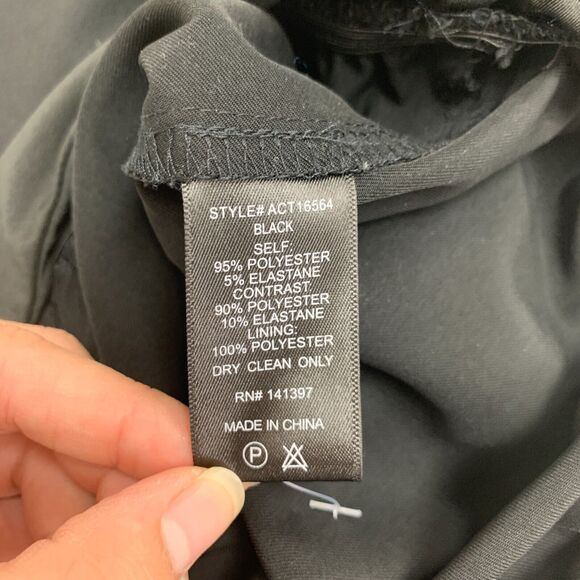 STYLE# ACT16564
BLACK
SELF:
95% POLYESTER
5% ELASTANE
CONTRAST:
90% POLYESTER
10% ELASTANE
LINING:
100% POLYESTER
DRY CLEAN ONLY
RN# 141397
MADE IN CHINA
P